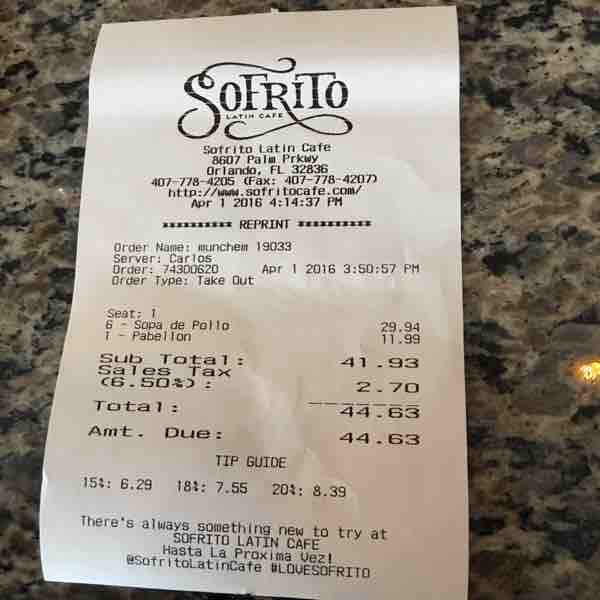 SOFRITO
LATIN CAFE
Sofrito Latin Cafe
8607 Palm Prkwy
Orlando, FL 32836
407-778-4205 (Fax: 407-778-4207)
http://www.sofritocafe.com/
Apr 1 2016 4:14:37 PM
********** REPRINT **********
Order Name: munchem 19033
Server: Carlos
Order: 74300620 Apr 1 2016 3:50:57 PM
Order Type: Take Out
Seat: 1
6 - Sopa de Pollo 29.94
1 - Pabellon 11.99
Sub Total: 41.93
Sales Tax
(6.50%): 2.70
Total: 44.63
Amt. Due: 44.63
TIP GUIDE
15%: 6.29 18%: 7.55 20%: 8.39
There's always something new to try at
SOFRITO LATIN CAFE
Hasta La Proxima Vez!
@SofritoLatinCafe #LOVESOFRITO